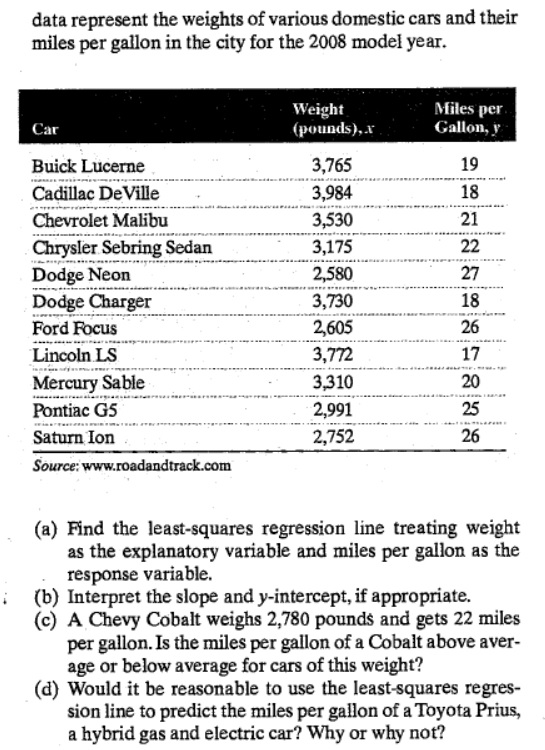 data represent the weights of various domestic cars and their
miles per gallon in the city for the 2008 model year.
Car Weight (pounds), x Miles per Gallon, y
Buick Lucerne 3,765 19
Cadillac DeVille 3,984 18
Chevrolet Malibu 3,530 21
Chrysler Sebring Sedan 3,175 22
Dodge Neon 2,580 27
Dodge Charger 3,730 18
Ford Focus 2,605 26
Lincoln LS 3,772 17
Mercury Sable 3,310 20
Pontiac G5 2,991 25
Saturn Ion 2,752 26
Source: www.roadandtrack.com
(a) Find the least-squares regression line treating weight
as the explanatory variable and miles per gallon as the
response variable.
(b) Interpret the slope and y-intercept, if appropriate.
(c) A Chevy Cobalt weighs 2,780 pounds and gets 22 miles
per gallon. Is the miles per gallon of a Cobalt above aver-
age or below average for cars of this weight?
(d) Would it be reasonable to use the least-squares regres-
sion line to predict the miles per gallon of a Toyota Prius,
a hybrid gas and electric car? Why or why not?